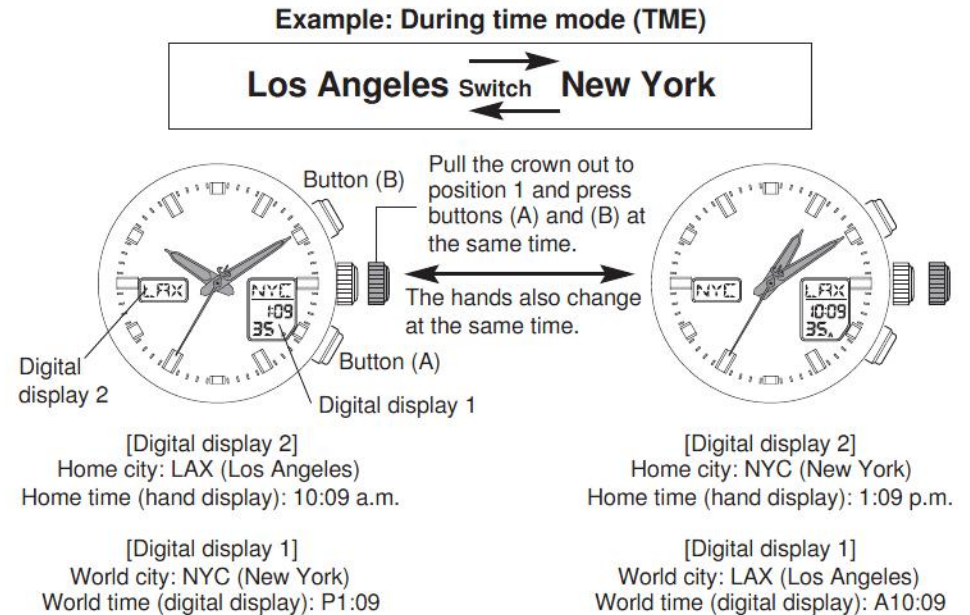 Example: During time mode (TME)
Los Angeles Switch New York
Button (B)
Pull the crown out to
position 1 and press
buttons (A) and (B) at
the same time.
The hands also change
at the same time.
LAX
NYC
1:09
35
NYC
LAX
10:09
35
Button (A)
Digital
display 2
Digital display 1
[Digital display 2]
Home city: LAX (Los Angeles)
Home time (hand display): 10:09 a.m.
[Digital display 1]
World city: NYC (New York)
World time (digital display): P1:09
[Digital display 2]
Home city: NYC (New York)
Home time (hand display): 1:09 p.m.
[Digital display 1]
World city: LAX (Los Angeles)
World time (digital display): A10:09